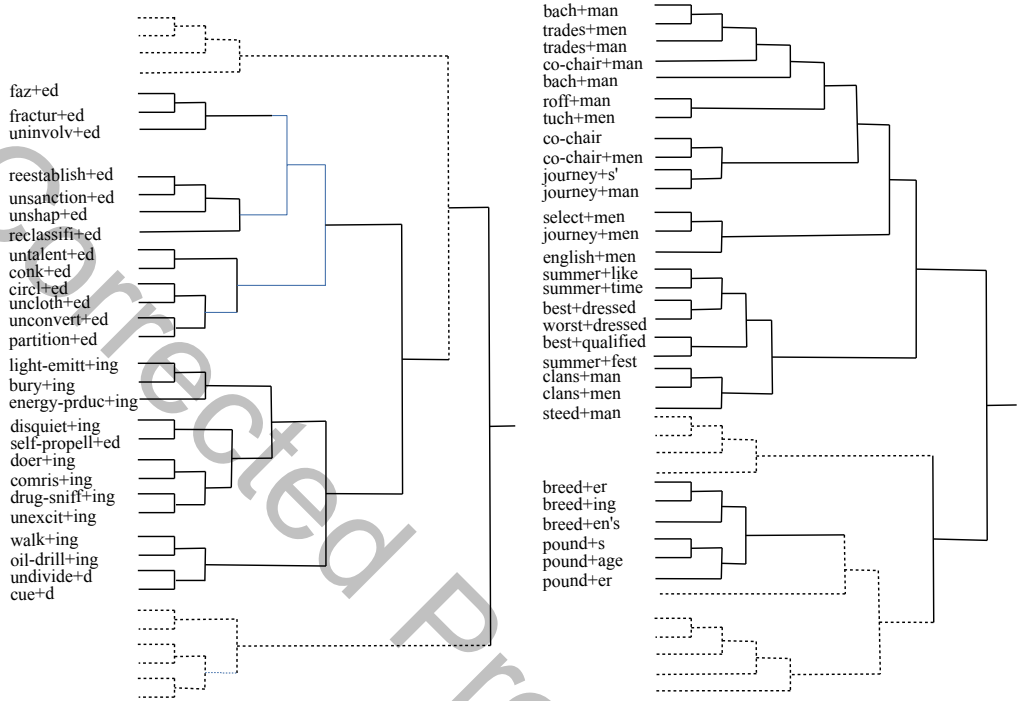 faz+ed
fractur+ed
uninvolv+ed
reestablish+ed
unsanction+ed
unshap+ed
reclassifi+ed
untalent+ed
conk+ed
circl+ed
uncloth+ed
unconvert+ed
partition+ed
light-emitt+ing
bury+ing
energy-prduc+ing
disquiet+ing
self-propell+ed
doer+ing
comris+ing
drug-sniff+ing
unexcit+ing
walk+ing
oil-drill+ing
undivide+d
cue+d
bach+man
trades+men
trades+man
co-chair+man
bach+man
roff+man
tuch+men
co-chair
co-chair+men
journey+s'
journey+man
select+men
journey+men
english+men
summer+like
summer+time
best+dressed
worst+dressed
best+qualified
summer+fest
clans+man
clans+men
steed+man
breed+er
breed+ing
breed+en's
pound+s
pound+age
pound+er
Corrected Pro